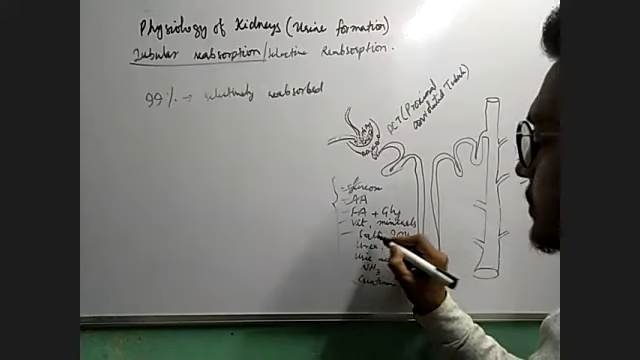 Physiology of Kidneys (Urine formation)
Tubular reabsorption / selective Reabsorption.
99% → selectively reabsorbed
PCT (Proximal
convoluted Tubule)
- Glucose
- AA
- FA + Gly
- Vit, minerals
- Salts
Urea
Uric
NH3